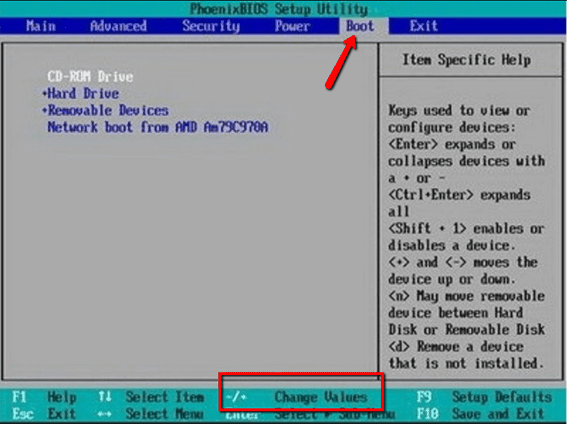 PhoenixBIOS Setup Utility
Main Advanced Security Power Boot Exit
CD-ROM Drive
+Hard Drive
+Removable Devices
Network boot from AMD Am79C970A
Item Specific Help
Keys used to view or
configure devices:
<Enter> expands or
collapses devices with
a + or -
<Ctrl+Enter> expands
all
<Shift + 1> enables or
disables a device.
<+> and <-> moves the
device up or down.
<n> May move removable
device between Hard
Disk or Removable Disk
<d> Remove a device
that is not installed.
F1 Help ↑↓ Select Item -/+ Change Values F9 Setup Defaults
Esc Exit ↔ Select Menu Enter Select ▶ Sub-Menu F10 Save and Exit